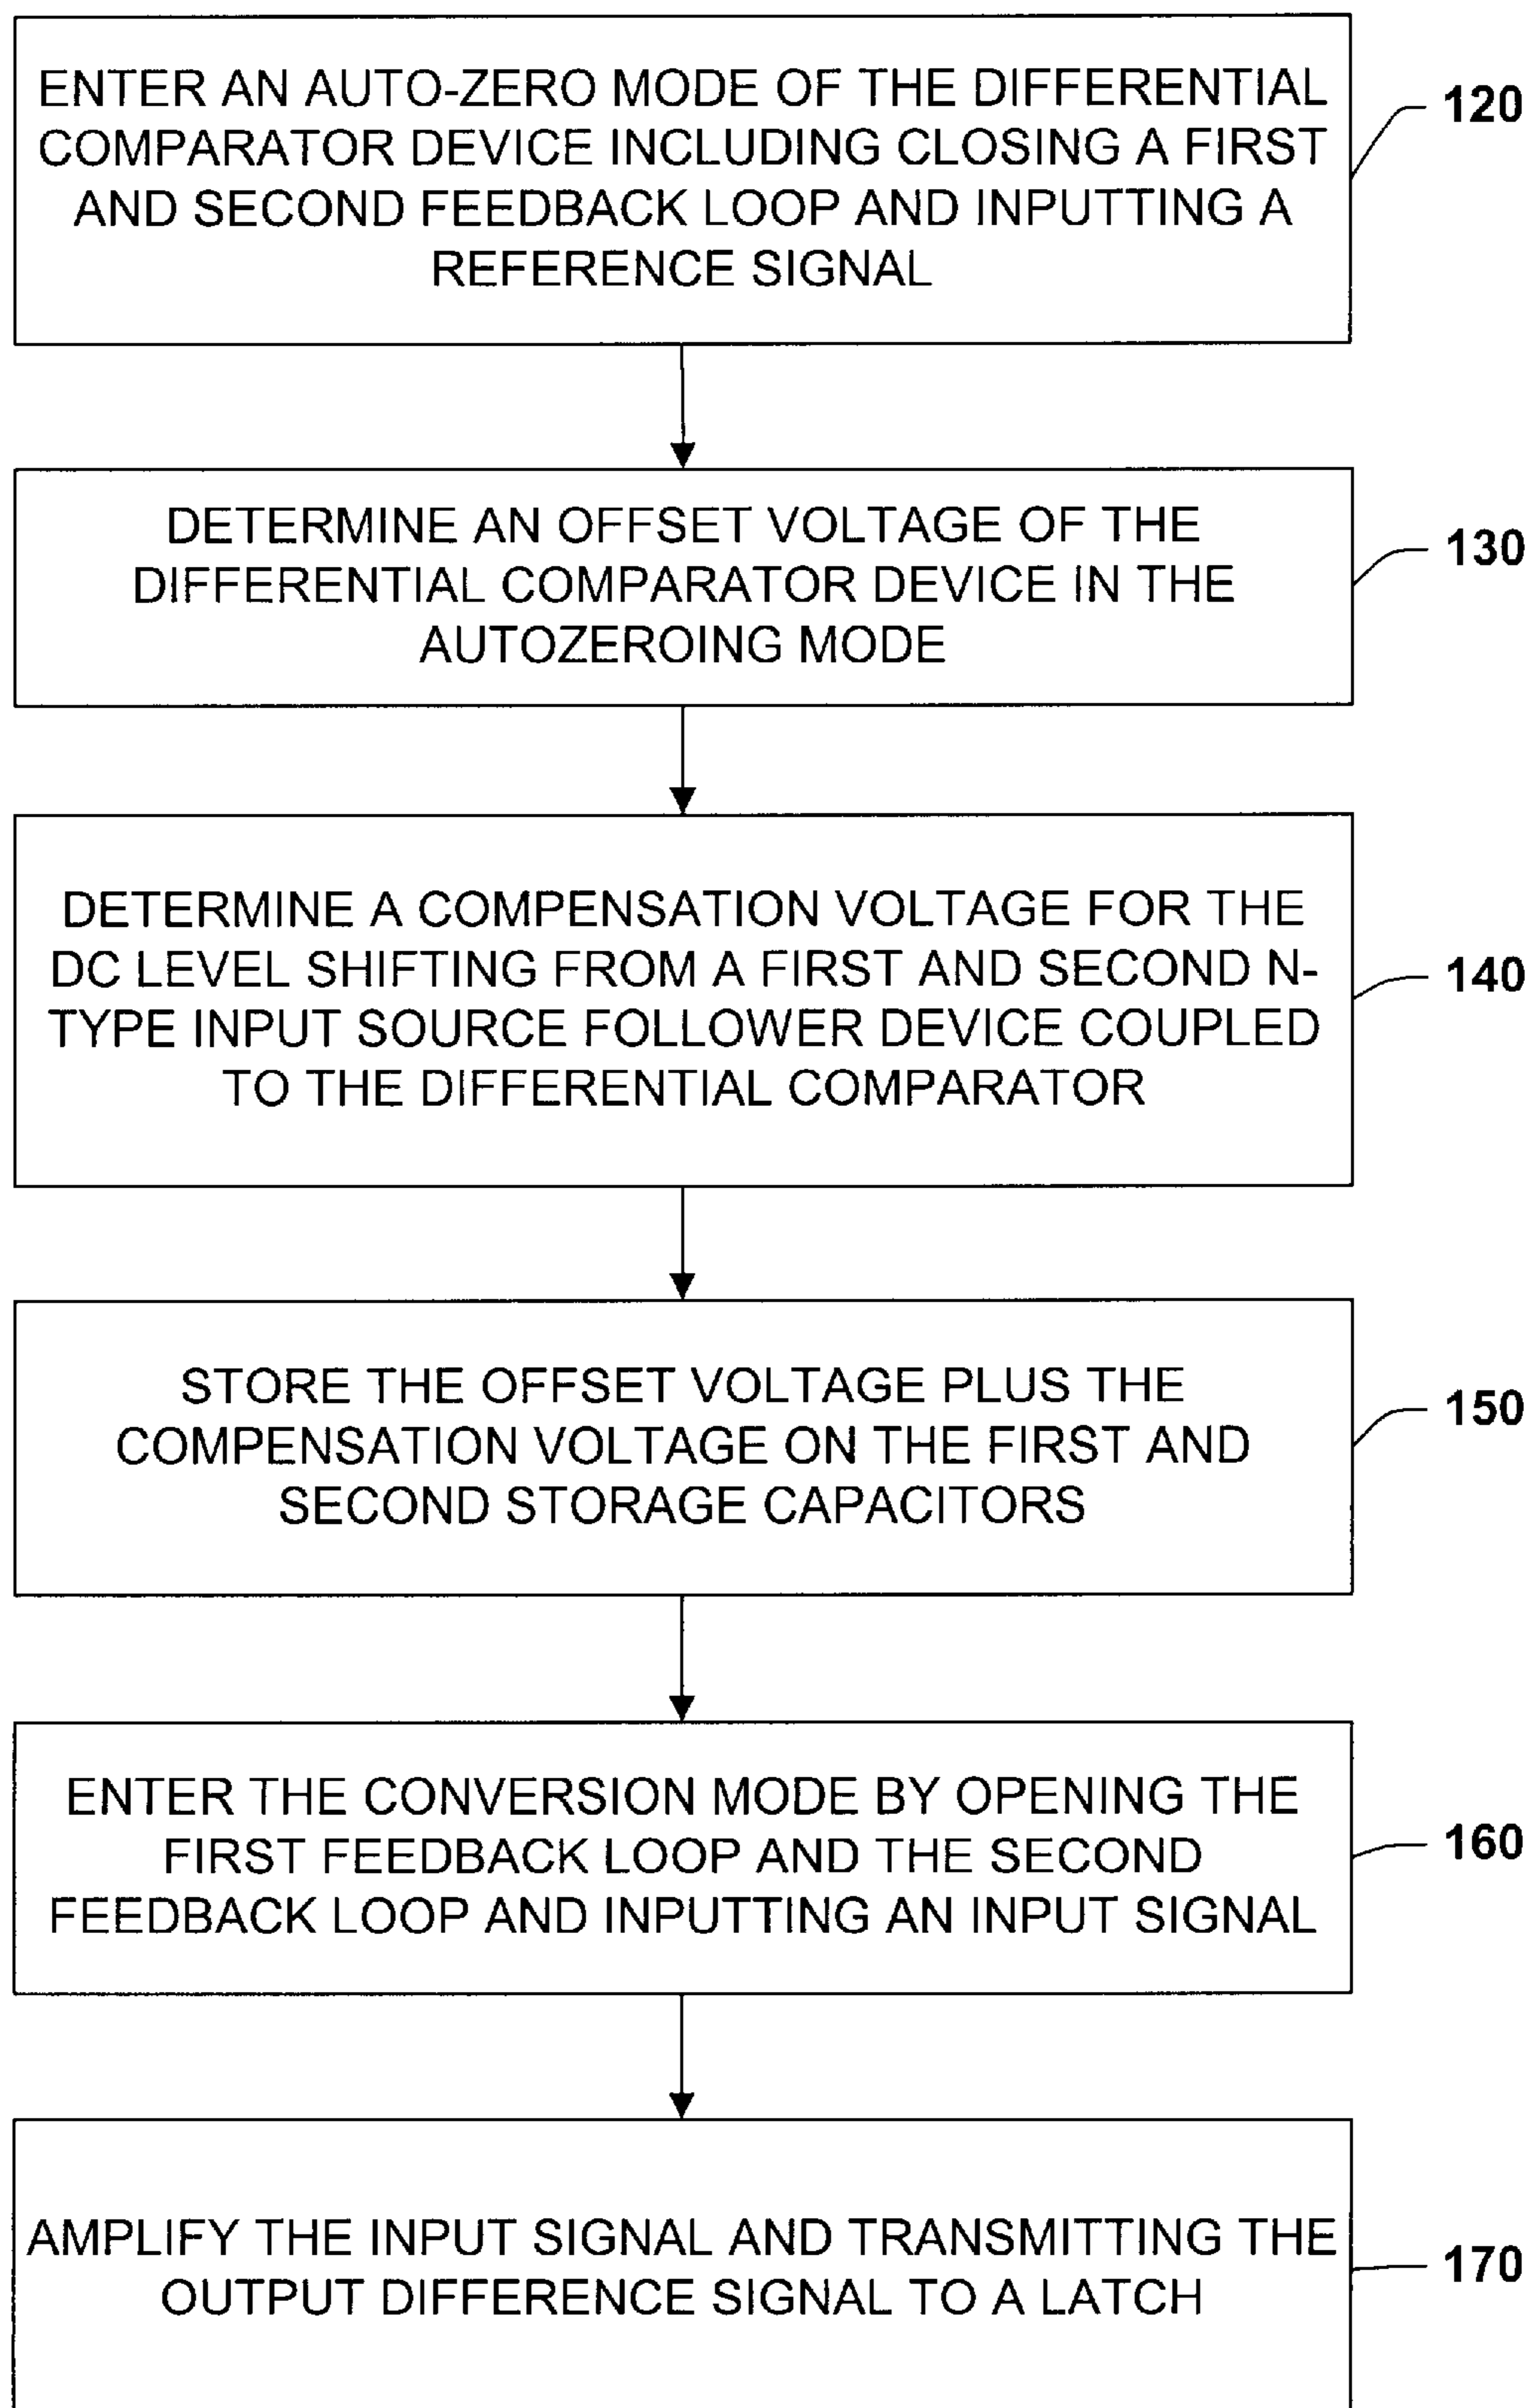 ENTER AN AUTO-ZERO MODE OF THE DIFFERENTIAL
COMPARATOR DEVICE INCLUDING CLOSING A FIRST
AND SECOND FEEDBACK LOOP AND INPUTTING A
REFERENCE SIGNAL
120
DETERMINE AN OFFSET VOLTAGE OF THE
DIFFERENTIAL COMPARATOR DEVICE IN THE
AUTOZEROING MODE
130
DETERMINE A COMPENSATION VOLTAGE FOR THE
DC LEVEL SHIFTING FROM A FIRST AND SECOND N-
TYPE INPUT SOURCE FOLLOWER DEVICE COUPLED
TO THE DIFFERENTIAL COMPARATOR
140
STORE THE OFFSET VOLTAGE PLUS THE
COMPENSATION VOLTAGE ON THE FIRST AND
SECOND STORAGE CAPACITORS
150
ENTER THE CONVERSION MODE BY OPENING THE
FIRST FEEDBACK LOOP AND THE SECOND
FEEDBACK LOOP AND INPUTTING AN INPUT SIGNAL
160
AMPLIFY THE INPUT SIGNAL AND TRANSMITTING THE
OUTPUT DIFFERENCE SIGNAL TO A LATCH
170